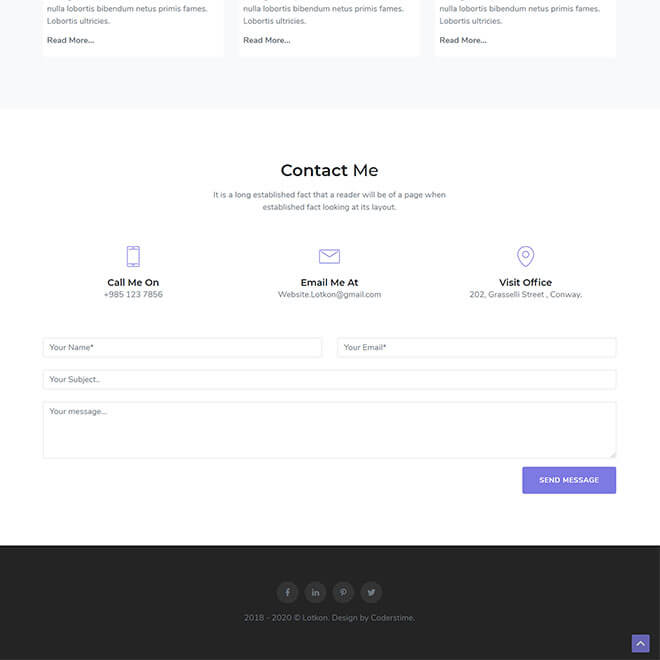 nulla lobortis bibendum netus primis fames.
Lobortis ultricies.
Read More...
nulla lobortis bibendum netus primis fames.
Lobortis ultricies.
Read More...
nulla lobortis bibendum netus primis fames.
Lobortis ultricies.
Read More...
Contact Me
It is a long established fact that a reader will be of a page when
established fact looking at its layout.
Call Me On
+985 123 7856
Email Me At
Website.Lotkon@gmail.com
Visit Office
202, Grasselli Street , Conway.
Your Name*
Your Email*
Your Subject..
Your message...
SEND MESSAGE
2018 - 2020 © Lotkon. Design by Coderstime.